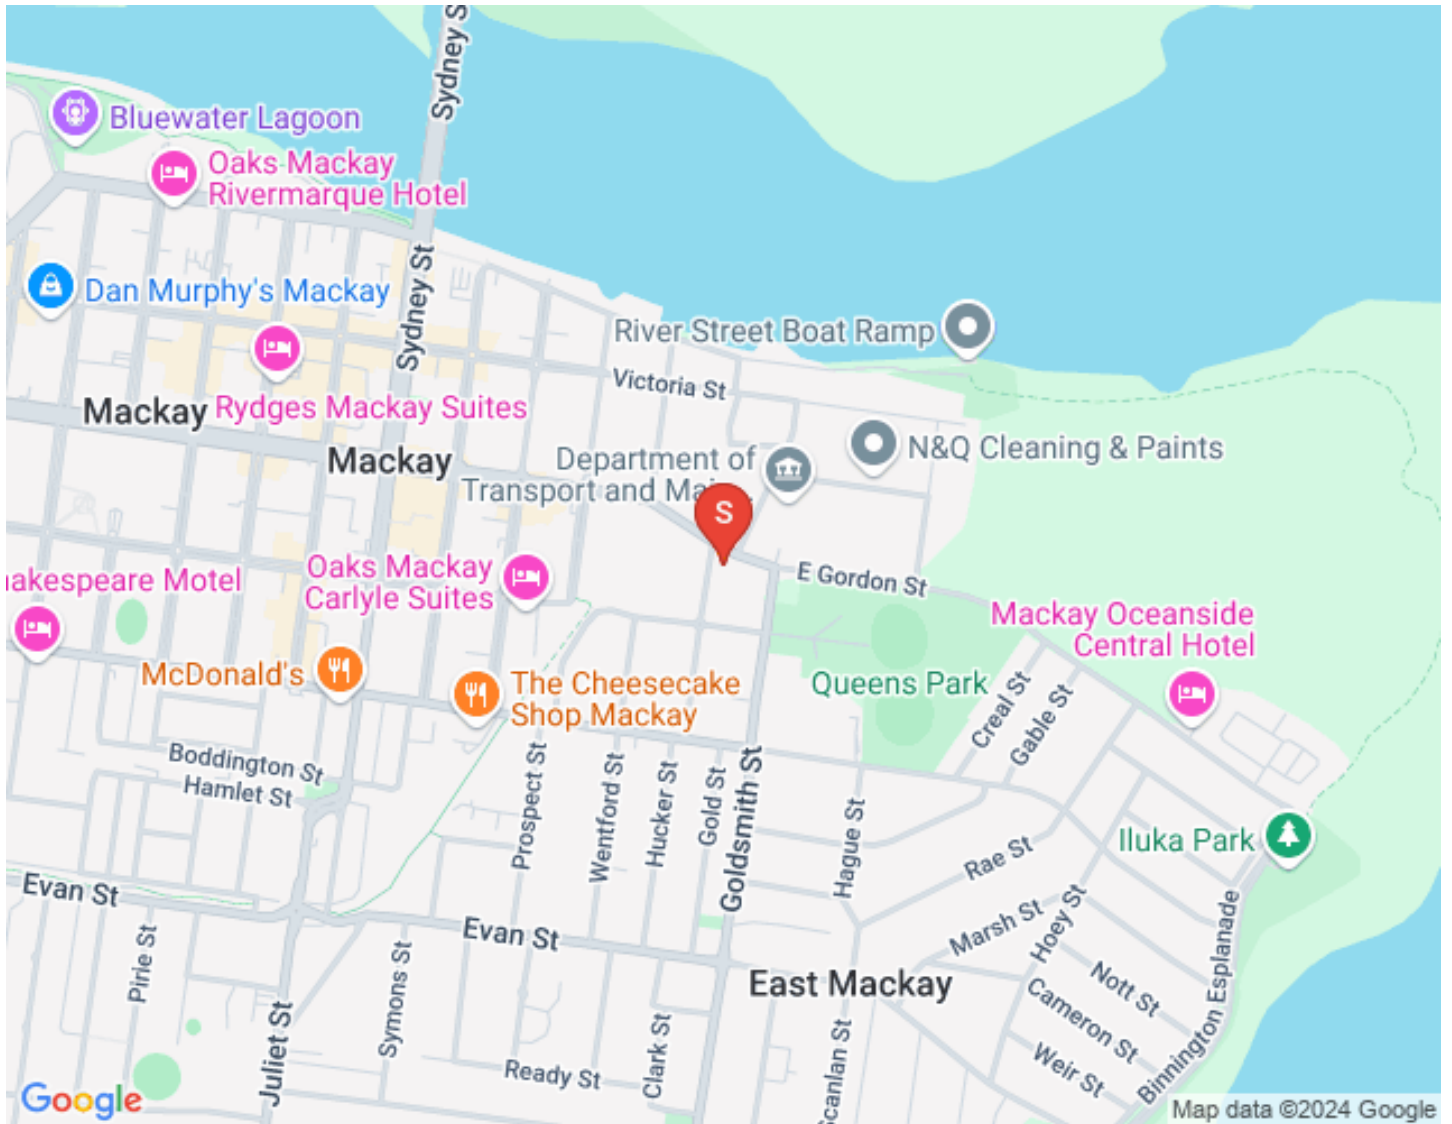 Sydney S
Bluewater Lagoon
Oaks Mackay
Rivermarque Hotel
Sydney St
Dan Murphy's Mackay
River Street Boat Ramp
Victoria St
Mackay
Rydges Mackay Suites
Mackay
Department of
Transport and Mai
N&Q Cleaning & Paints
S
Oaks Mackay
Carlyle Suites
E Gordon St
akespeare Motel
Mackay Oceanside
Central Hotel
McDonald's
The Cheesecake
Shop Mackay
Queens Park
Creal St
Gable St
Boddington St
Hamlet St
Prospect St
Wentford St
Hucker St
Gold St
Goldsmith St
Hague St
Rae St
Iluka Park
Evan St
Evan St
Marsh St
Hoey St
Pirie St
Symons St
East Mackay
Nott St
Cameron St
Binnington Esplanade
Juliet St
Ready St
Clark St
Scanlan St
Weir St
Google
Map data ©2024 Google